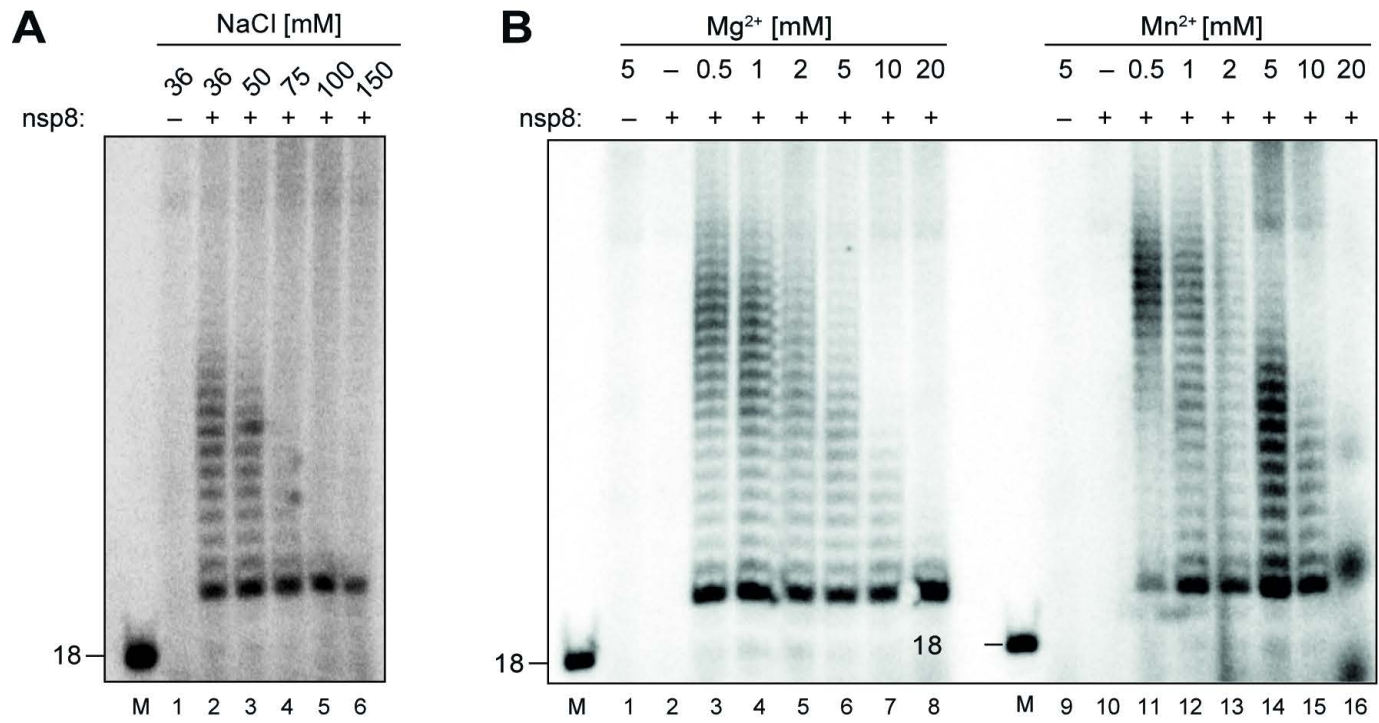 A
NaCl [mM]
36 36 50 75 100 150
nsp8: – + + + + +
18
M 1 2 3 4 5 6
B
Mg²⁺ [mM] Mn²⁺ [mM]
5 – 0.5 1 2 5 10 20 5 – 0.5 1 2 5 10 20
nsp8: – + + + + + + + – + + + + + + +
18 18
M 1 2 3 4 5 6 7 8 M 9 10 11 12 13 14 15 16